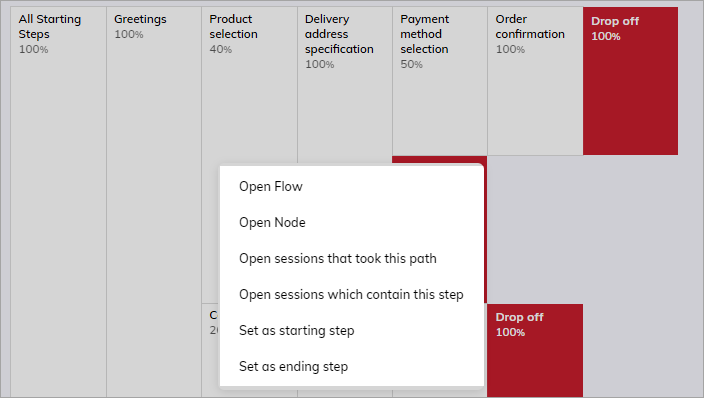 All Starting
Steps
100%
Greetings
100%
Product
selection
40%
Delivery
address
specification
100%
Payment
method
selection
50%
Order
confirmation
100%
Drop off
100%
Open Flow
Open Node
Open sessions that took this path
Open sessions which contain this step
Set as starting step
Set as ending step
Drop off
100%